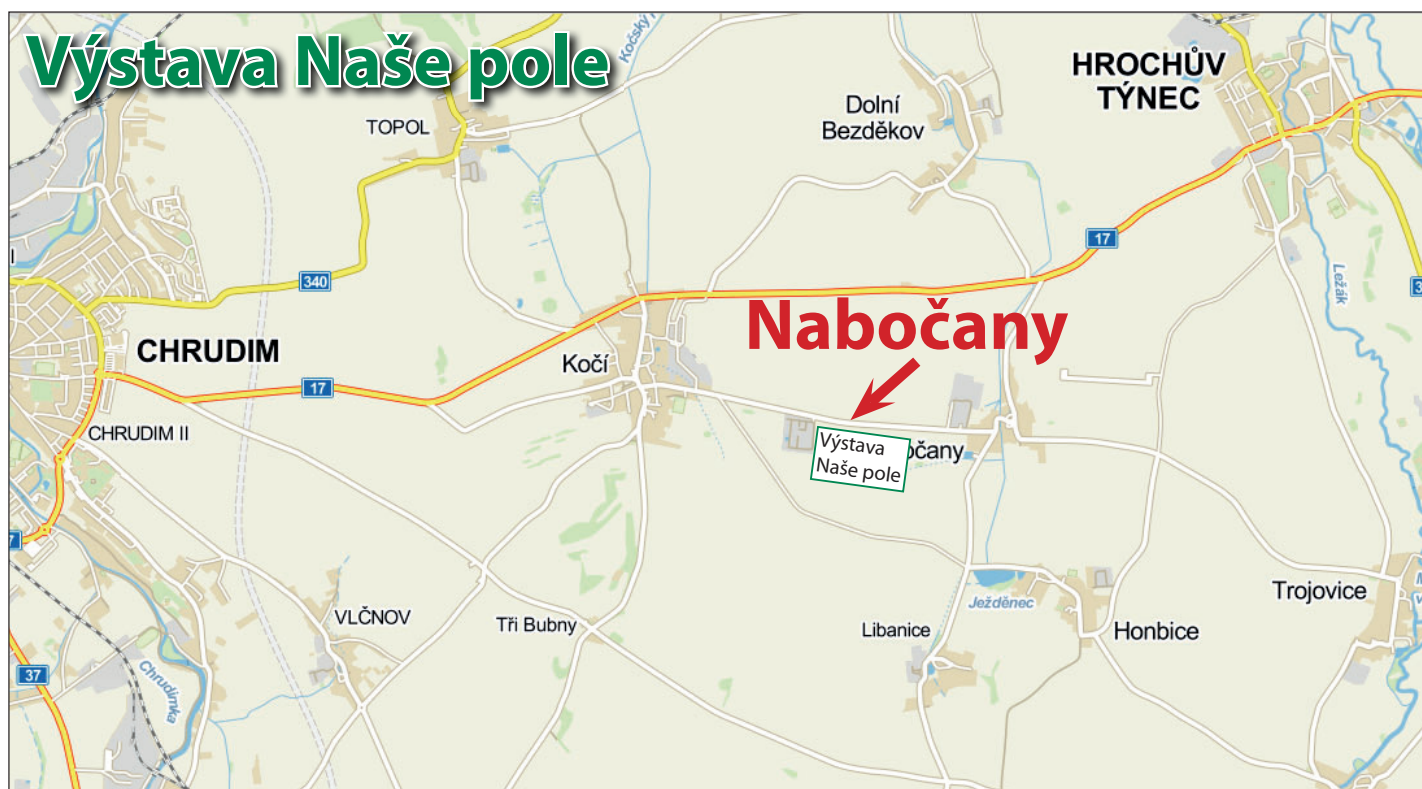 Výstava Naše pole
Kočský p
HROCHŮV
TÝNEC
Dolní
Bezděkov
TOPOL
17
Ležák
340
Nabočany
CHRUDIM
Kočí
17
CHRUDIM II
Výstava
Naše pole
očany
Ježděnec
Trojovice
VLČNOV
Tři Bubny
Libanice
Honbice
37
Chrudimka